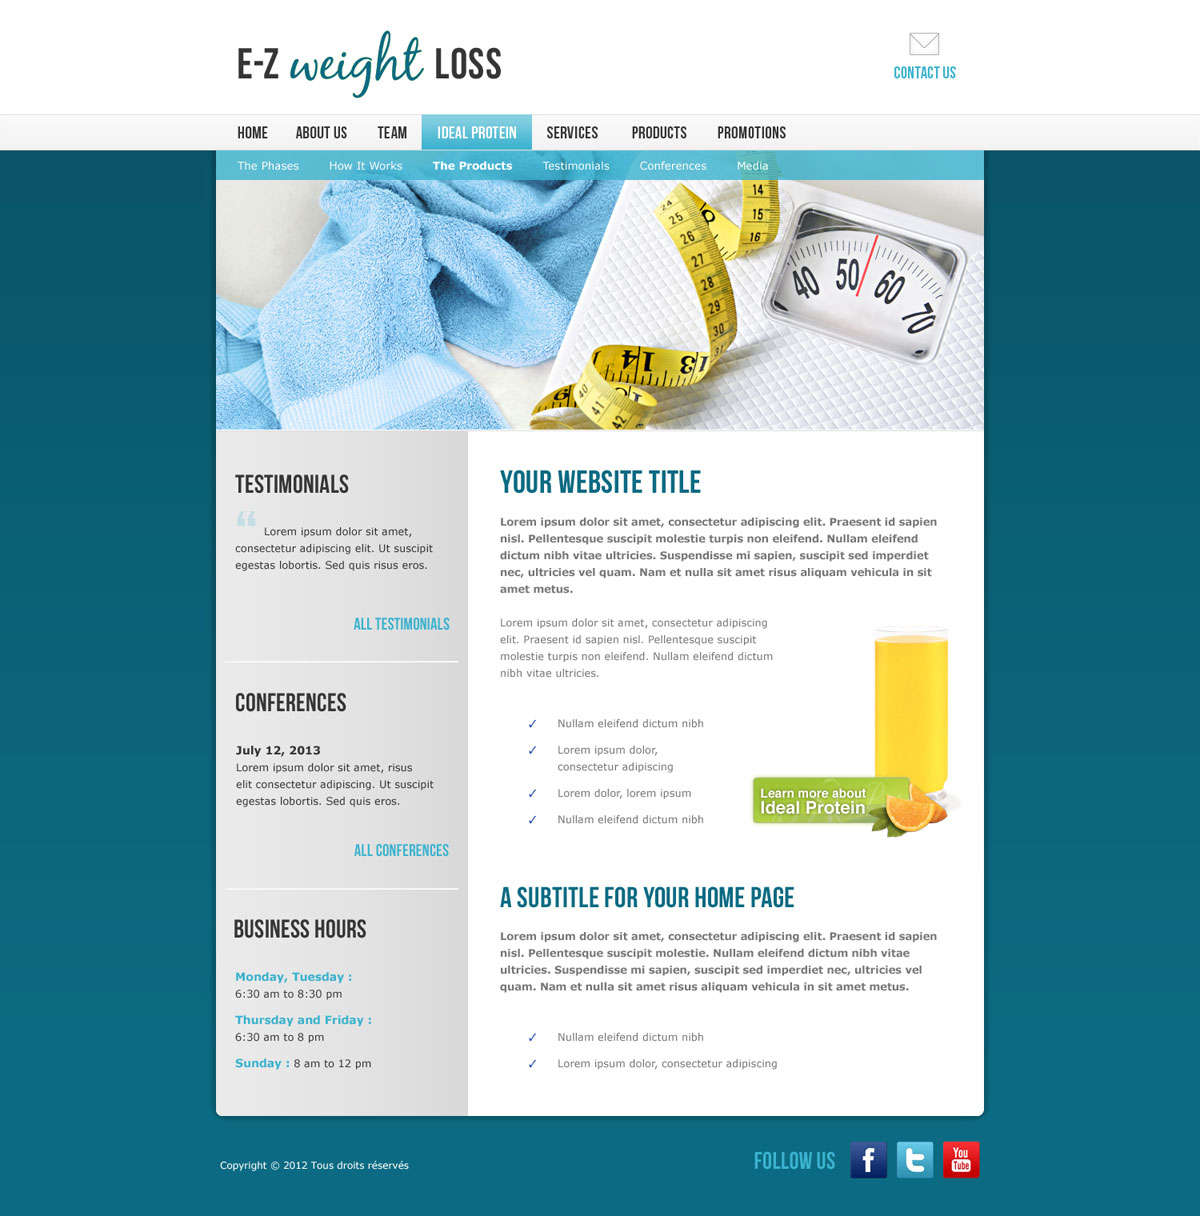 E-Z weight LOSS
CONTACT US
HOME ABOUT US TEAM IDEAL PROTEIN SERVICES PRODUCTS PROMOTIONS
The Phases How It Works The Products Testimonials Conferences Media
14
15
16
24
25
26
27
28
29
30
14 13
40
41
42
40 50 60 70
TESTIMONIALS
“ Lorem ipsum dolor sit amet,
consectetur adipiscing elit. Ut suscipit
egestas lobortis. Sed quis risus eros.
ALL TESTIMONIALS
CONFERENCES
July 12, 2013
Lorem ipsum dolor sit amet, risus
elit consectetur adipiscing. Ut suscipit
egestas lobortis. Sed quis eros.
ALL CONFERENCES
BUSINESS HOURS
Monday, Tuesday :
6:30 am to 8:30 pm
Thursday and Friday :
6:30 am to 8 pm
Sunday : 8 am to 12 pm
YOUR WEBSITE TITLE
Lorem ipsum dolor sit amet, consectetur adipiscing elit. Praesent id sapien
nisl. Pellentesque suscipit molestie turpis non eleifend. Nullam eleifend
dictum nibh vitae ultricies. Suspendisse mi sapien, suscipit sed imperdiet
nec, ultricies vel quam. Nam et nulla sit amet risus aliquam vehicula in sit
amet metus.
Lorem ipsum dolor sit amet, consectetur adipiscing
elit. Praesent id sapien nisl. Pellentesque suscipit
molestie turpis non eleifend. Nullam eleifend dictum
nibh vitae ultricies.
✓ Nullam eleifend dictum nibh
✓ Lorem ipsum dolor,
consectetur adipiscing
✓ Lorem dolor, lorem ipsum
✓ Nullam eleifend dictum nibh
Learn more about
Ideal Protein
A SUBTITLE FOR YOUR HOME PAGE
Lorem ipsum dolor sit amet, consectetur adipiscing elit. Praesent id sapien
nisl. Pellentesque suscipit molestie. Nullam eleifend dictum nibh vitae
ultricies. Suspendisse mi sapien, suscipit sed imperdiet nec, ultricies vel
quam. Nam et nulla sit amet risus aliquam vehicula in sit amet metus.
✓ Nullam eleifend dictum nibh
✓ Lorem ipsum dolor, consectetur adipiscing
Copyright © 2012 Tous droits réservés
FOLLOW US
f t You
Tube